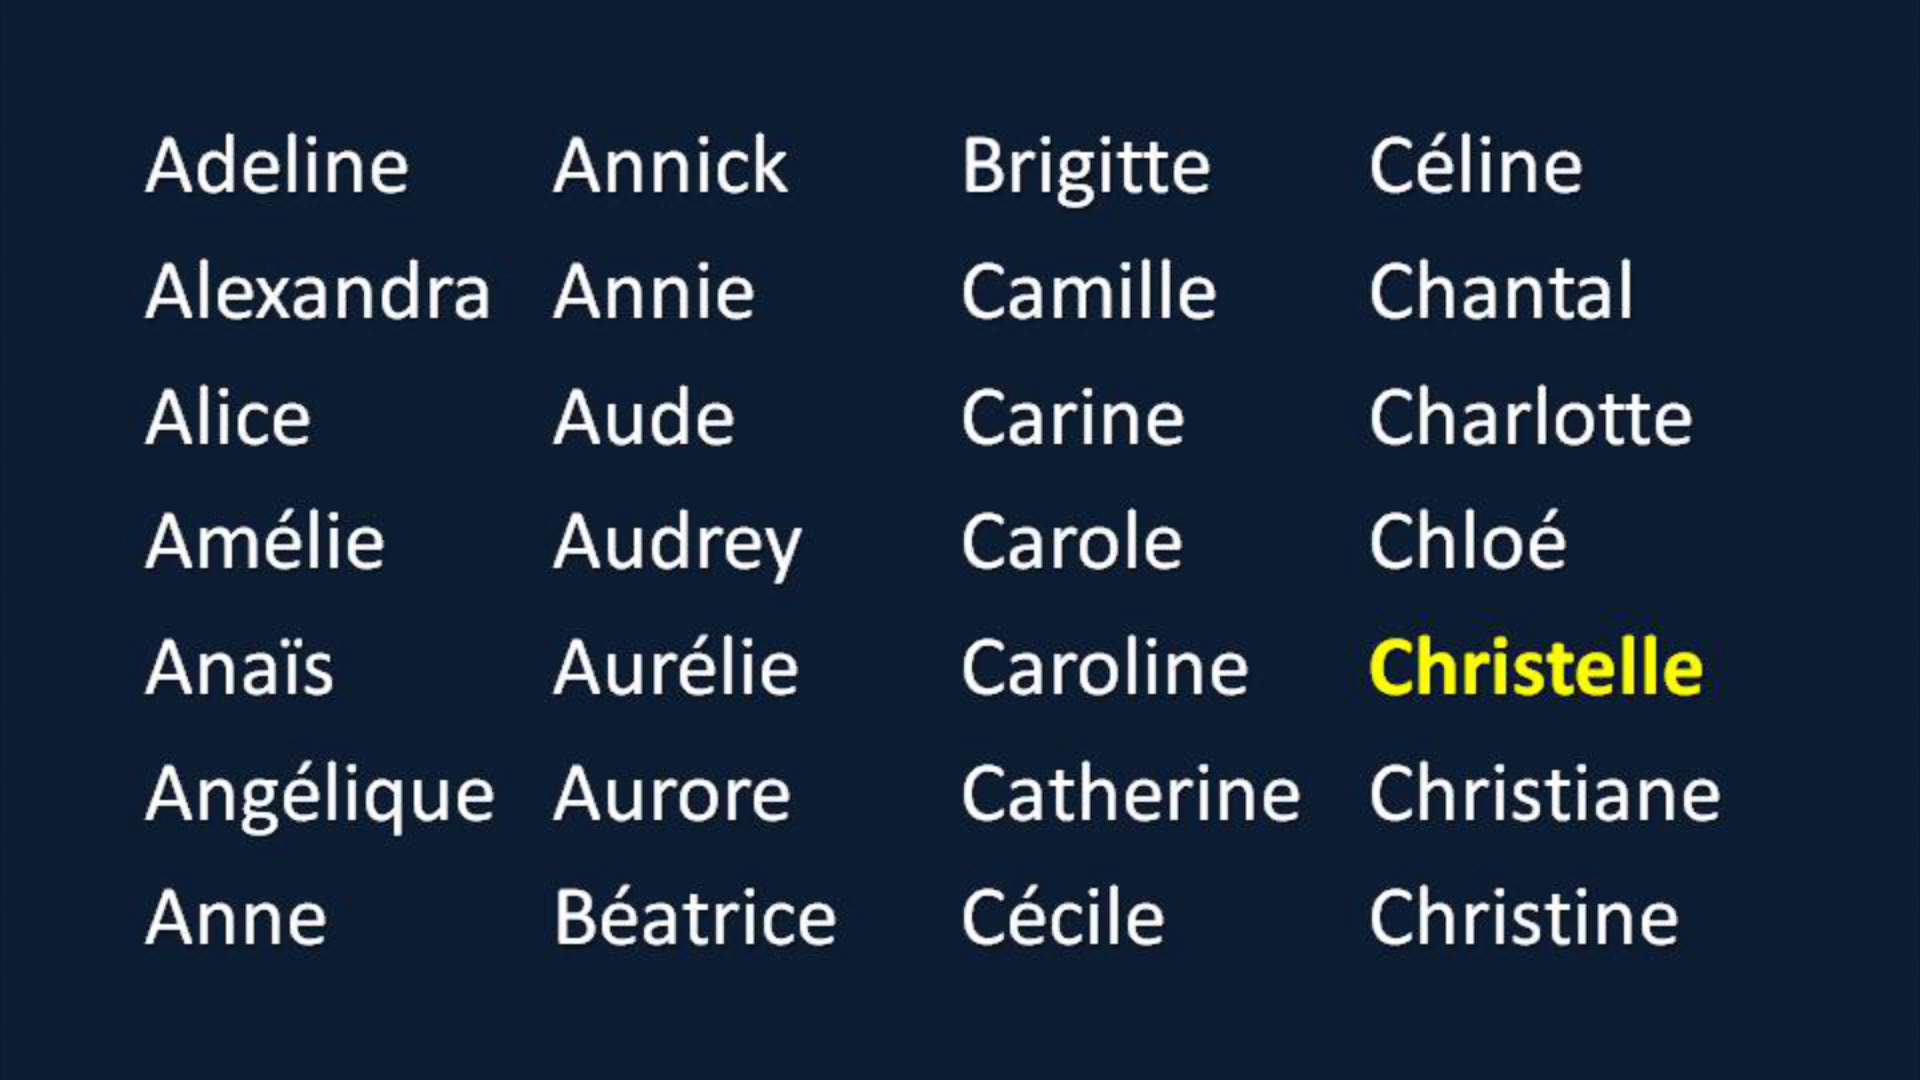 Adeline Annick Brigitte Céline
Alexandra Annie Camille Chantal
Alice Aude Carine Charlotte
Amélie Audrey Carole Chloé
Anaïs Aurélie Caroline Christelle
Angélique Aurore Catherine Christiane
Anne Béatrice Cécile Christine